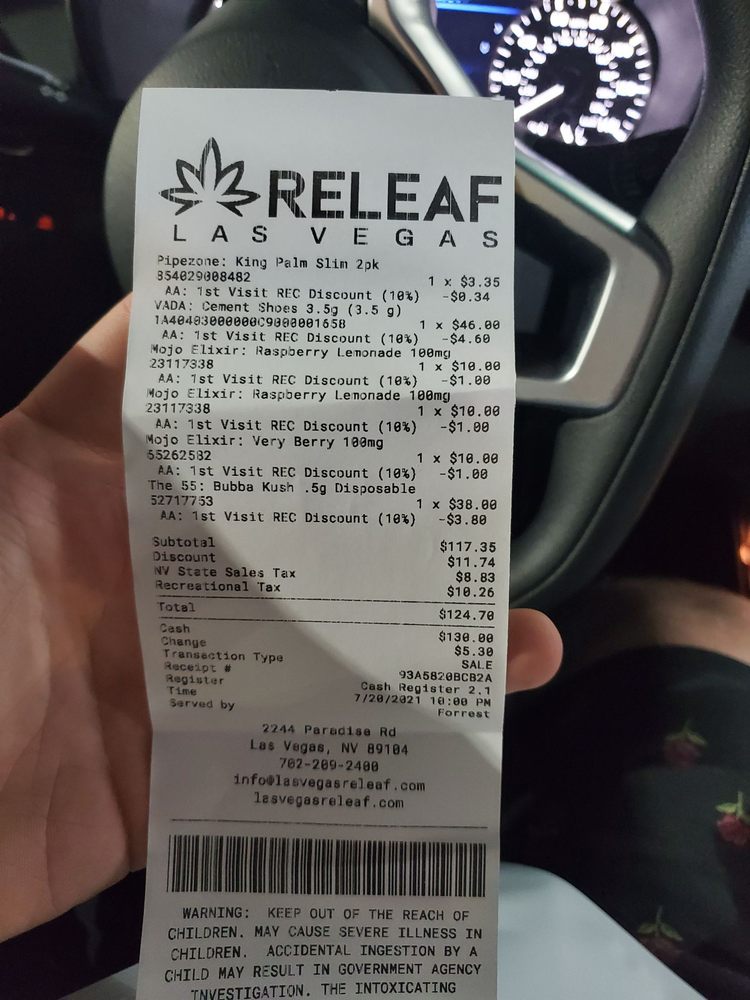 RELEAF
LAS VEGAS
Pipezone: King Palm Slim 2pk
854029008482 1 x $3.35
AA: 1st Visit REC Discount (10%) -$0.34
VADA: Cement Shoes 3.5g (3.5 g)
1A40403000000C9000001658 1 x $46.00
AA: 1st Visit REC Discount (10%) -$4.60
Mojo Elixir: Raspberry Lemonade 100mg
23117338 1 x $10.00
AA: 1st Visit REC Discount (10%) -$1.00
Mojo Elixir: Raspberry Lemonade 100mg
23117338 1 x $10.00
AA: 1st Visit REC Discount (10%) -$1.00
Mojo Elixir: Very Berry 100mg
55262582 1 x $10.00
AA: 1st Visit REC Discount (10%) -$1.00
The 55: Bubba Kush .5g Disposable
52717753 1 x $38.00
AA: 1st Visit REC Discount (10%) -$3.80
Subtotal $117.35
Discount $11.74
NV State Sales Tax $8.83
Recreational Tax $10.26
Total $124.70
Cash $130.00
Change $5.30
Transaction Type SALE
Receipt # 93A5820BCB2A
Register Cash Register 2.1
Time 7/20/2021 10:00 PM
Served by Forrest
2244 Paradise Rd
Las Vegas, NV 89104
702-209-2400
info@lasvegasreleaf.com
lasvegasreleaf.com
WARNING: KEEP OUT OF THE REACH OF
CHILDREN. MAY CAUSE SEVERE ILLNESS IN
CHILDREN. ACCIDENTAL INGESTION BY A
CHILD MAY RESULT IN GOVERNMENT AGENCY
INVESTIGATION. THE INTOXICATING